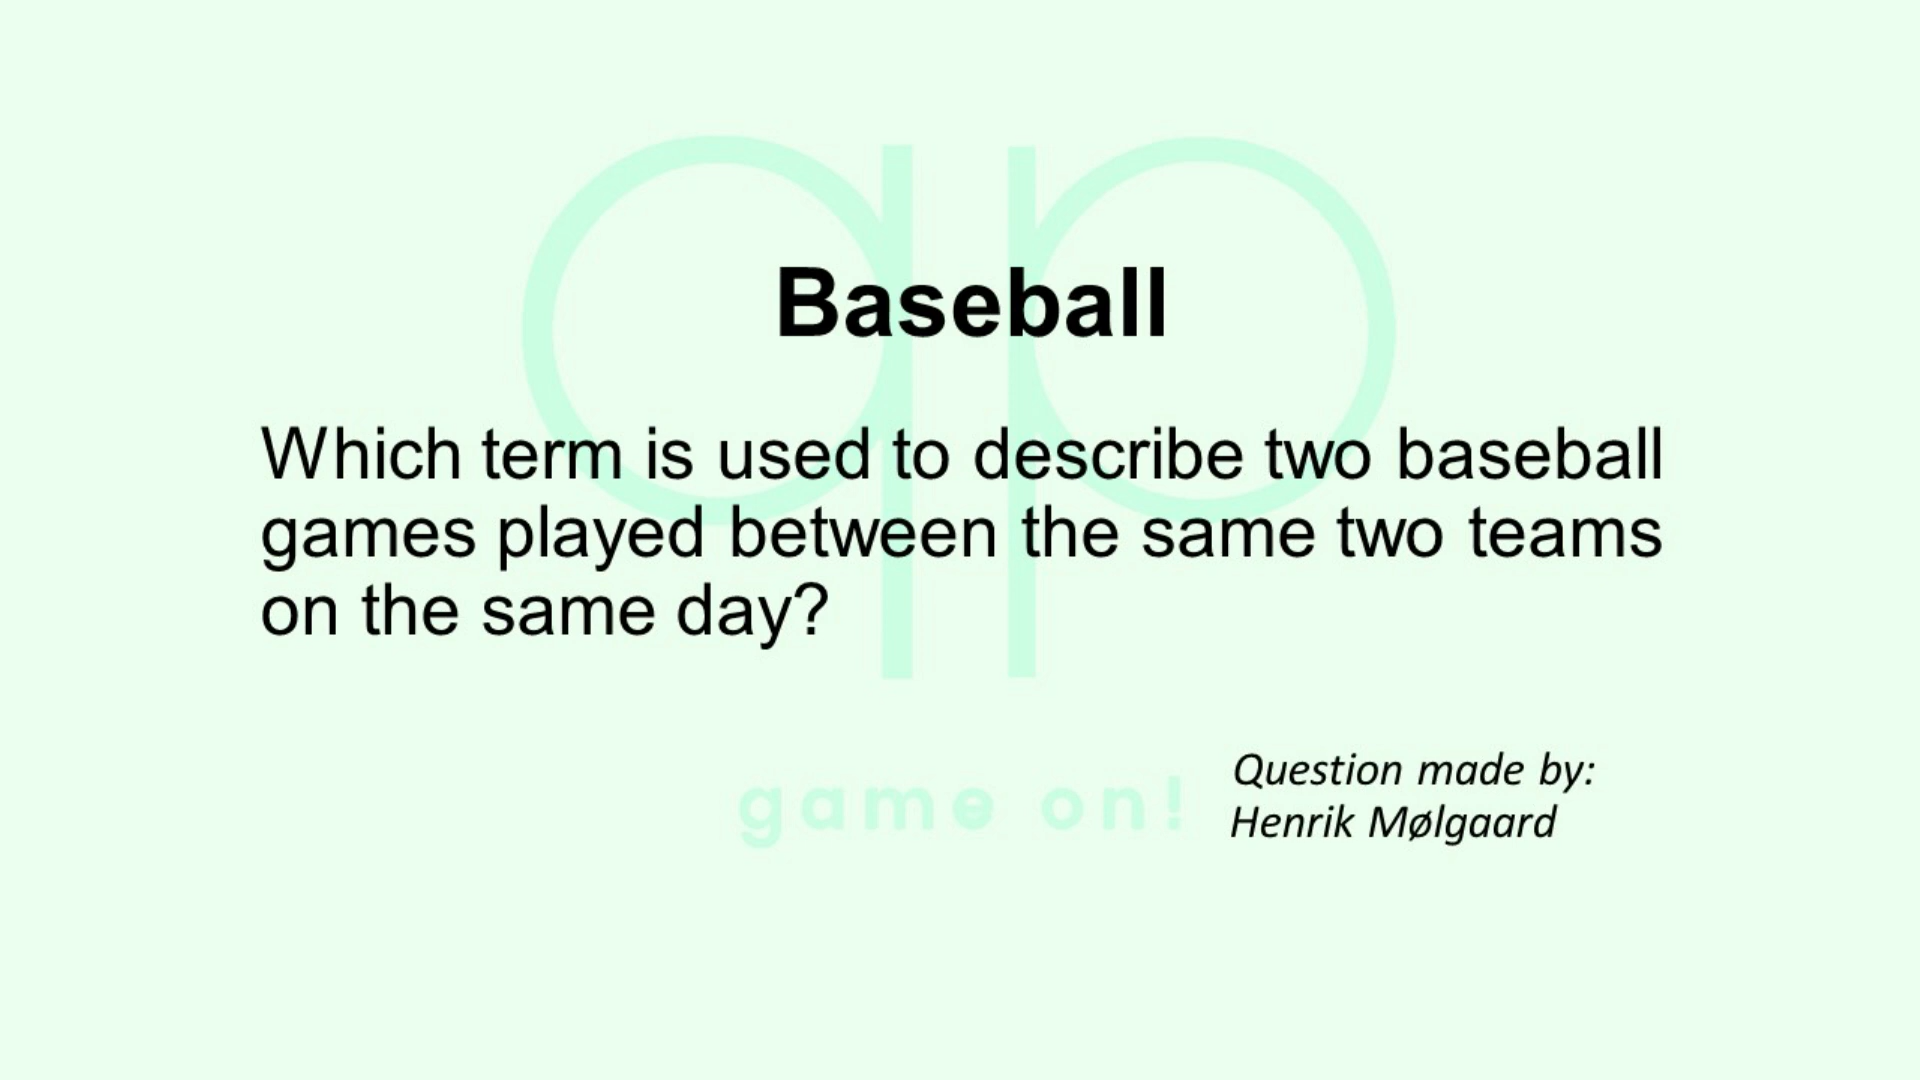 Baseball
Which term is used to describe two baseball
games played between the same two teams
on the same day?
game on!
Question made by:
Henrik Mølgaard